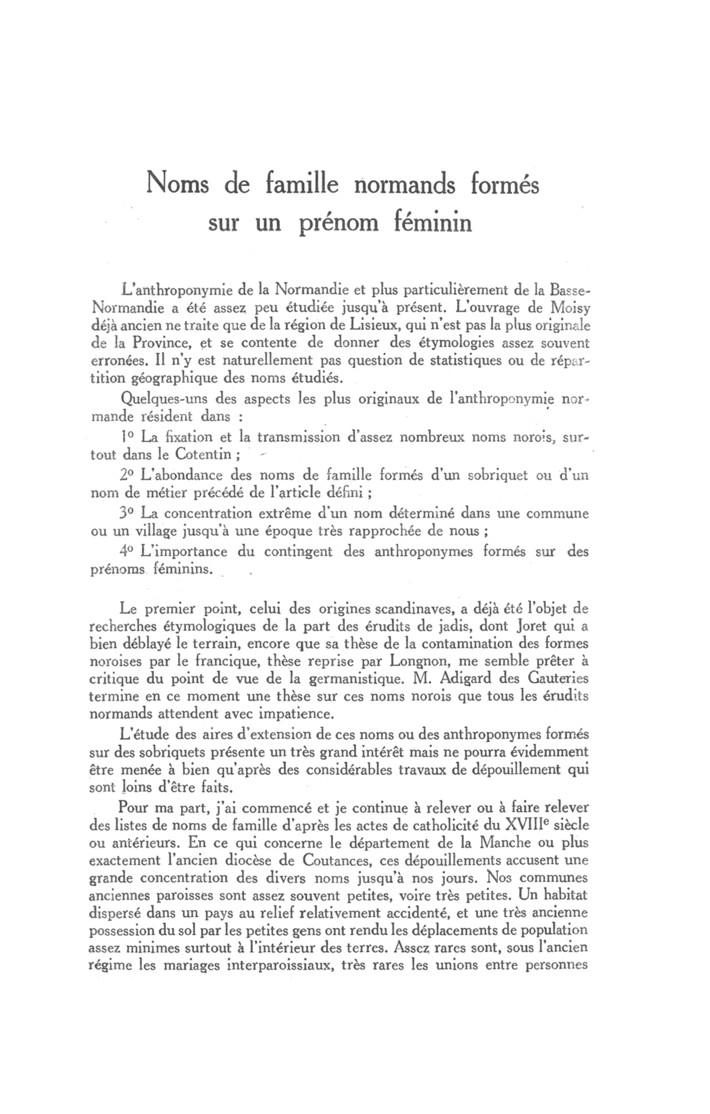 Noms de famille normands formés
sur un prénom féminin
L'anthroponymie de la Normandie et plus particulièrement de la Basse-
Normandie a été assez peu étudiée jusqu'à présent. L'ouvrage de Moisy
déjà ancien ne traite que de la région de Lisieux, qui n'est pas la plus originale
de la Province, et se contente de donner des étymologies assez souvent
erronées. Il n'y est naturellement pas question de statistiques ou de répar-
tition géographique des noms étudiés.
Quelques-uns des aspects les plus originaux de l'anthroponymie nor-
mande résident dans :
1º La fixation et la transmission d'assez nombreux noms norois, sur-
tout dans le Cotentin ;
2º L'abondance des noms de famille formés d'un sobriquet ou d'un
nom de métier précédé de l'article défini ;
3º La concentration extrême d'un nom déterminé dans une commune
ou un village jusqu'à une époque très rapprochée de nous ;
4º L'importance du contingent des anthroponymes formés sur des
prénoms féminins.
Le premier point, celui des origines scandinaves, a déjà été l'objet de
recherches étymologiques de la part des érudits de jadis, dont Joret qui a
bien déblayé le terrain, encore que sa thèse de la contamination des formes
noroises par le francique, thèse reprise par Longnon, me semble prêter à
critique du point de vue de la germanistique. M. Adigard des Gauteries
termine en ce moment une thèse sur ces noms norois que tous les érudits
normands attendent avec impatience.
L'étude des aires d'extension de ces noms ou des anthroponymes formés
sur des sobriquets présente un très grand intérêt mais ne pourra évidemment
être menée à bien qu'après des considérables travaux de dépouillement qui
sont loins d'être faits.
Pour ma part, j'ai commencé et je continue à relever ou à faire relever
des listes de noms de famille d'après les actes de catholicité du XVIIIe siècle
ou antérieurs. En ce qui concerne le département de la Manche ou plus
exactement l'ancien diocèse de Coutances, ces dépouillements accusent une
grande concentration des divers noms jusqu'à nos jours. Nos communes
anciennes paroisses sont assez souvent petites, voire très petites. Un habitat
dispersé dans un pays au relief relativement accidenté, et une très ancienne
possession du sol par les petites gens ont rendu les déplacements de population
assez minimes surtout à l'intérieur des terres. Assez rares sont, sous l'ancien
régime les mariages interparoissiaux, très rares les unions entre personnes